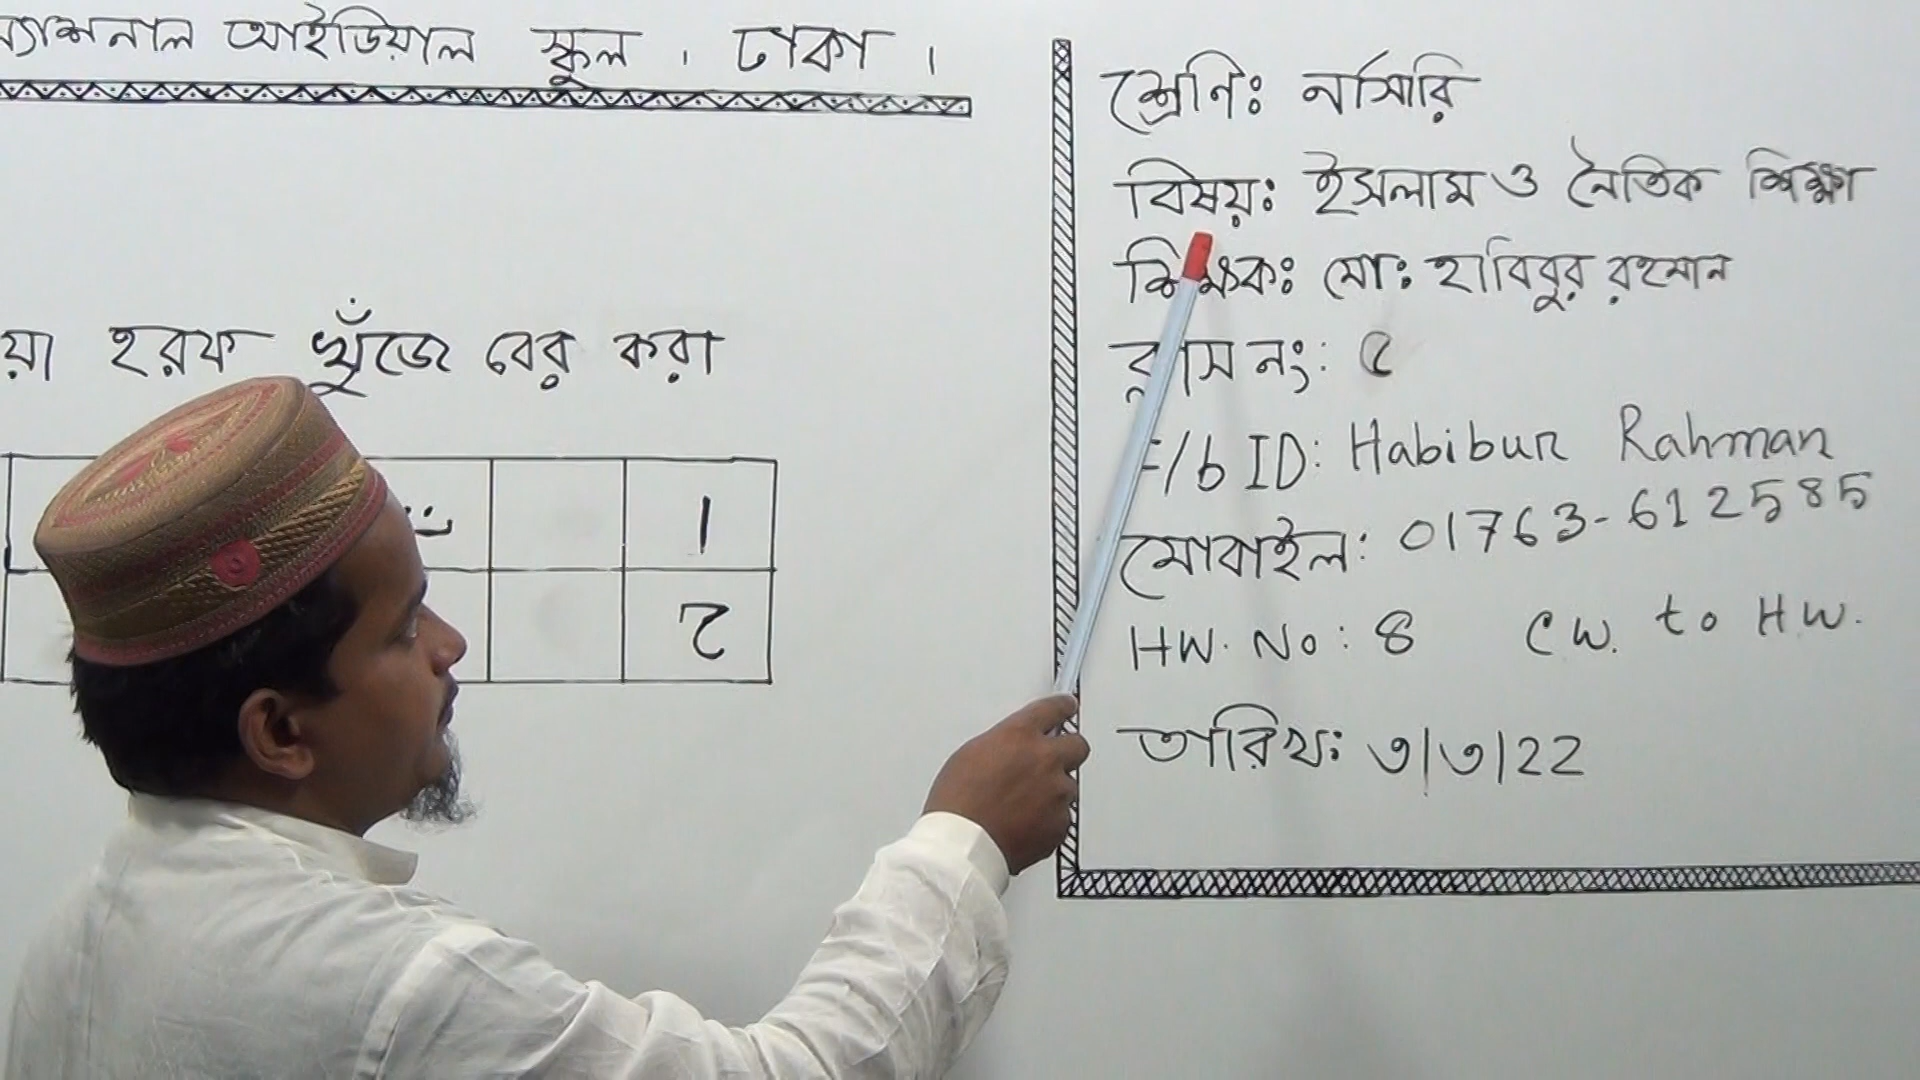 ন্যাশনাল আইডিয়াল স্কুল । ঢাকা ।
য়া হরফ খুঁজে বের করা
ا
ح
শ্রেণি: নার্সারি
বিষয়: ইসলাম ও নৈতিক শিক্ষা
শিক্ষক: মো: হাবিবুর রহমান
ক্লাস নং: ৫
F/b ID: Habibur Rahman
মোবাইল: 01763-612585
HW. No: 8 CW. to H.W.
তারিখ: ৩/৩/22